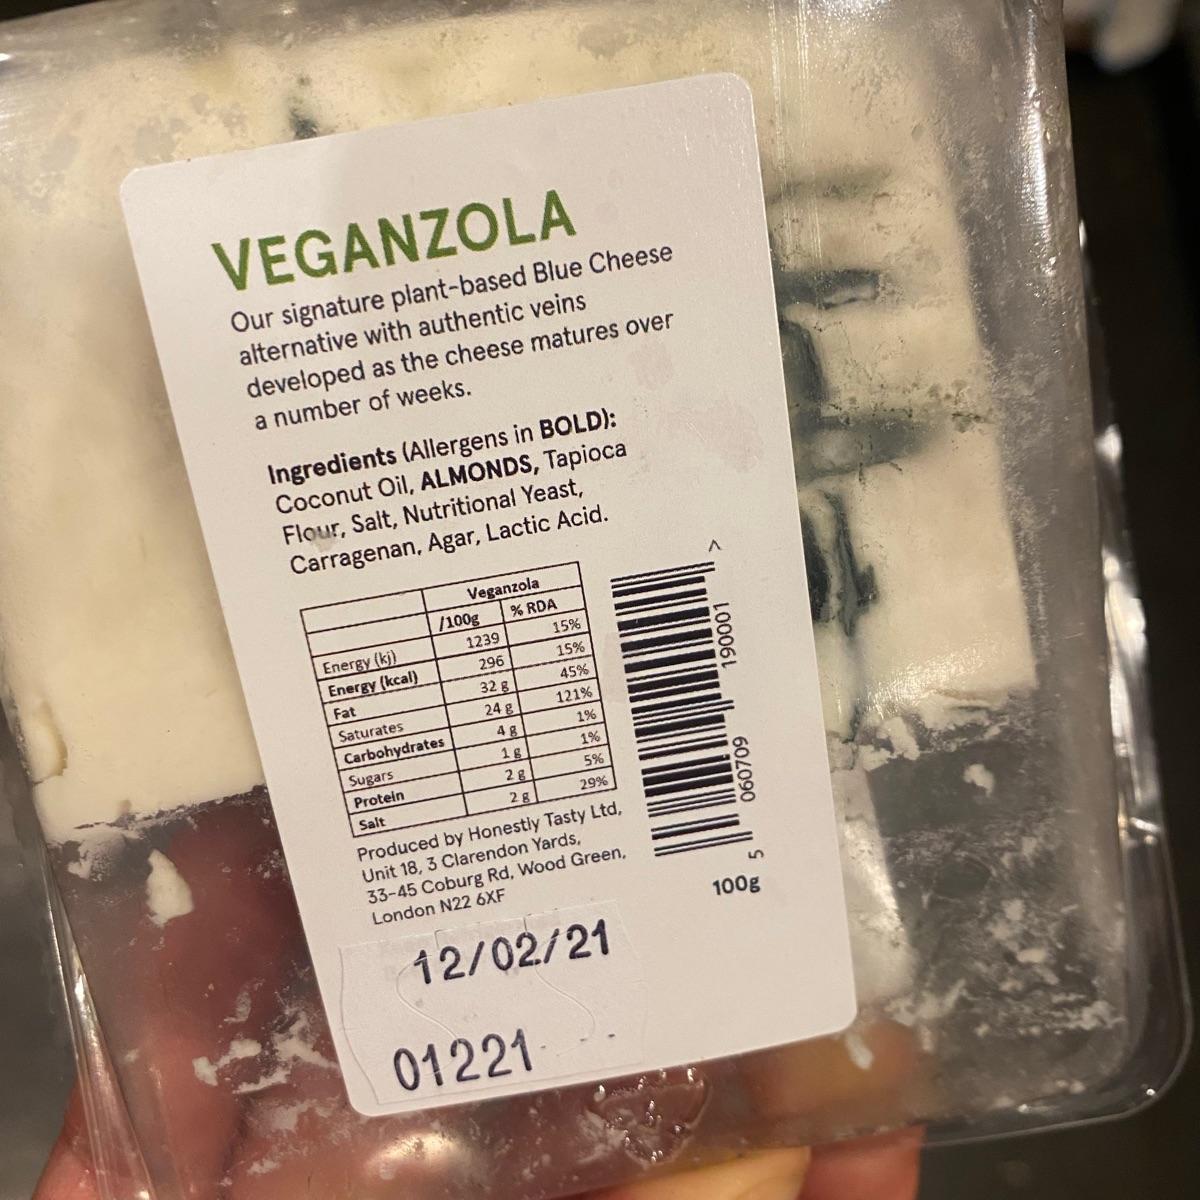 VEGANZOLA
Our signature plant-based Blue Cheese
alternative with authentic veins
developed as the cheese matures over
a number of weeks.
Ingredients (Allergens in BOLD):
Coconut Oil, ALMONDS, Tapioca
Flour, Salt, Nutritional Yeast,
Carragenan, Agar, Lactic Acid.
Veganzola
/100g % RDA
Energy (kj) 1239 15%
Energy (kcal) 296 15%
Fat 32 g 45%
Saturates 24 g 121%
Carbohydrates 4 g 1%
Sugars 1 g 1%
Protein 2 g 5%
Salt 2 g 29%
Produced by Honestly Tasty Ltd,
Unit 18, 3 Clarendon Yards,
33-45 Coburg Rd, Wood Green,
London N22 6XF
5 060709 190001 >
100g
12/02/21
01221